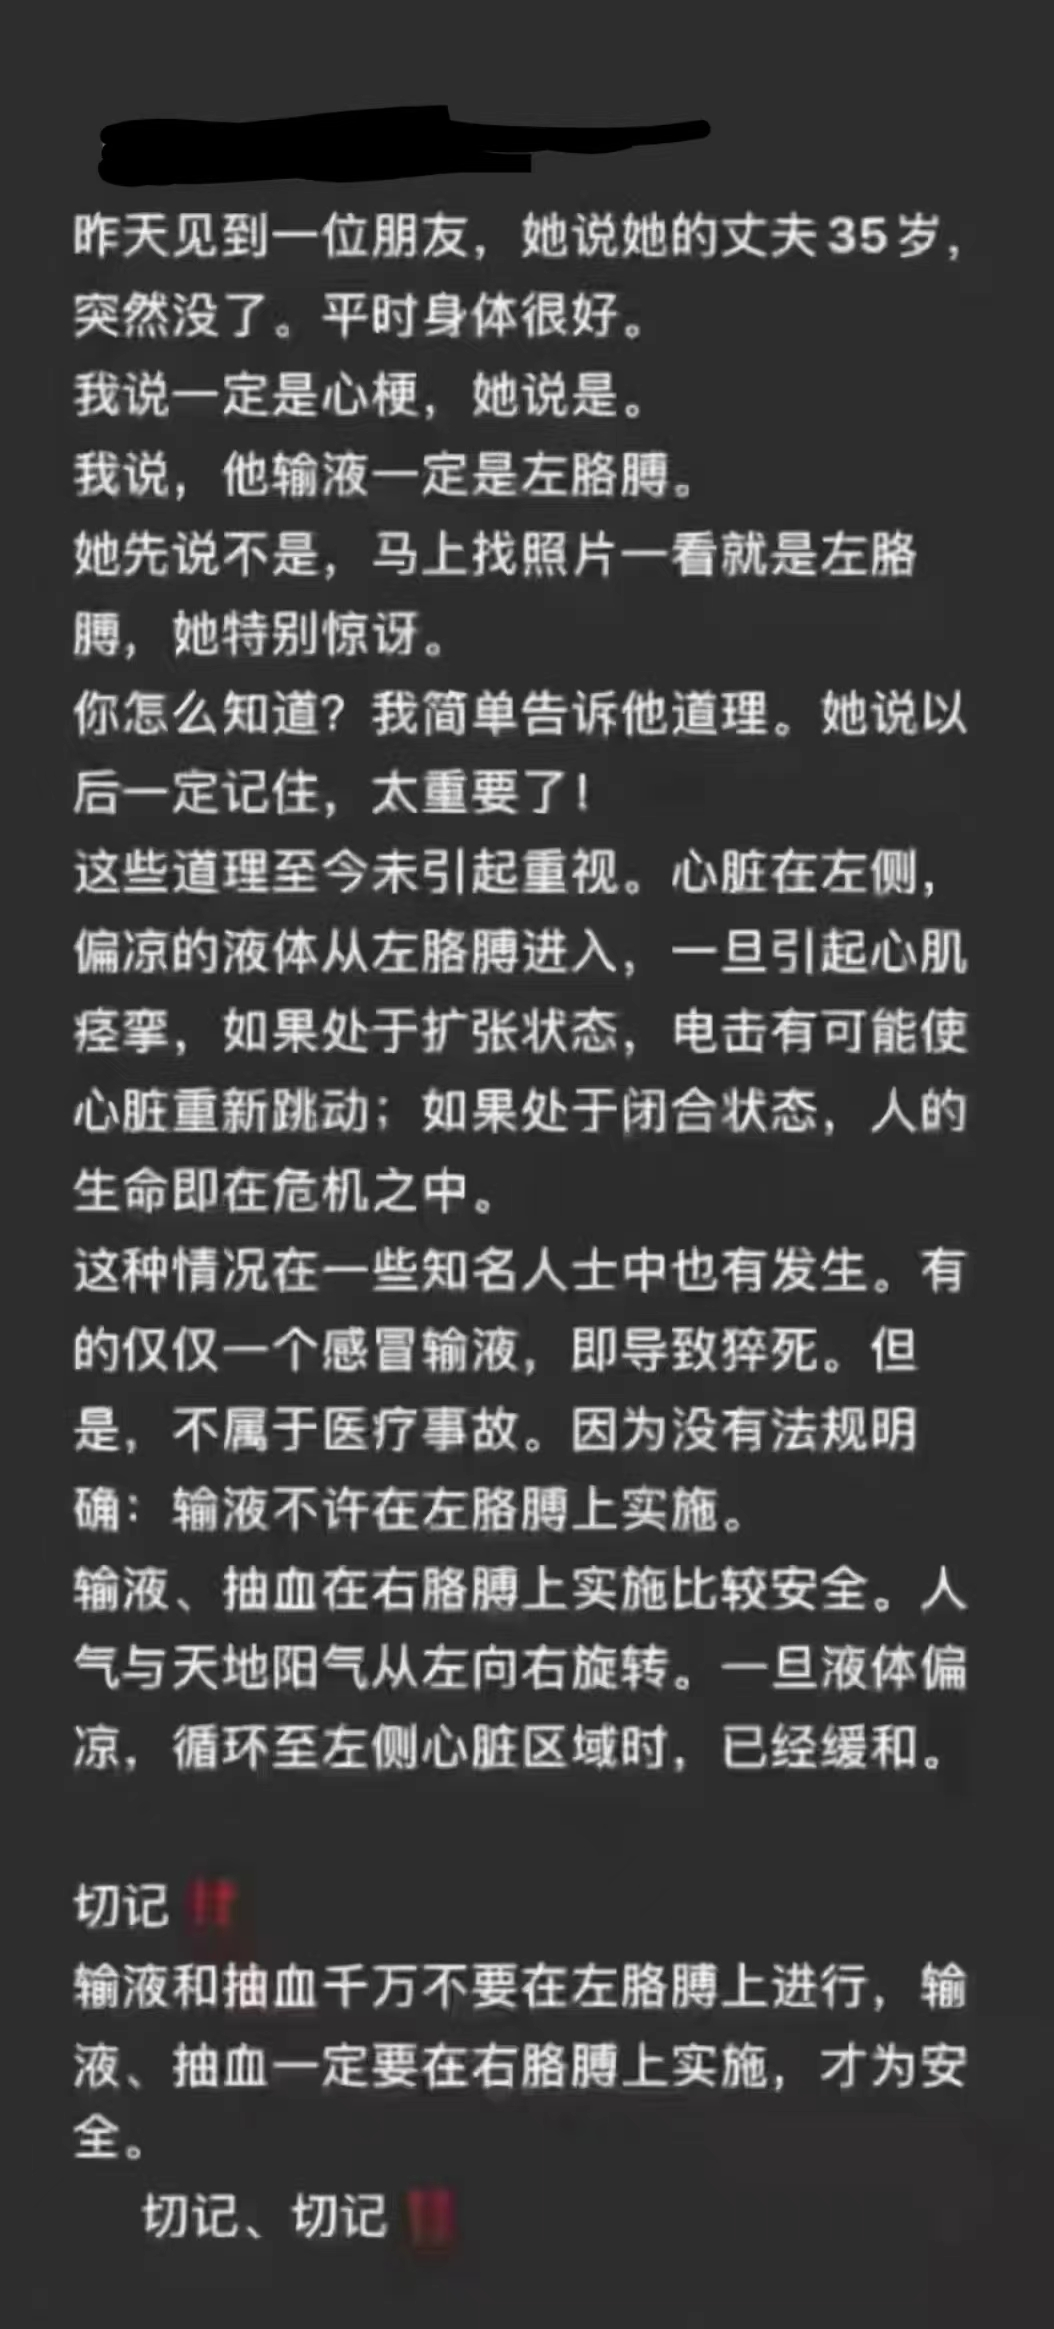 昨天见到一位朋友，她说她的丈夫35岁，
突然没了。平时身体很好。
我说一定是心梗，她说是。
我说，他输液一定是左胳膊。
她先说不是，马上找照片一看就是左胳
膊，她特别惊讶。
你怎么知道？我简单告诉他道理。她说以
后一定记住，太重要了！
这些道理至今未引起重视。心脏在左侧，
偏凉的液体从左胳膊进入，一旦引起心肌
痉挛，如果处于扩张状态，电击有可能使
心脏重新跳动；如果处于闭合状态，人的
生命即在危机之中。
这种情况在一些知名人士中也有发生。有
的仅仅一个感冒输液，即导致猝死。但
是，不属于医疗事故。因为没有法规明
确：输液不许在左胳膊上实施。
输液、抽血在右胳膊上实施比较安全。人
气与天地阳气从左向右旋转。一旦液体偏
凉，循环至左侧心脏区域时，已经缓和。
切记‼️
输液和抽血千万不要在左胳膊上进行，输
液、抽血一定要在右胳膊上实施，才为安
全。
切记、切记‼️